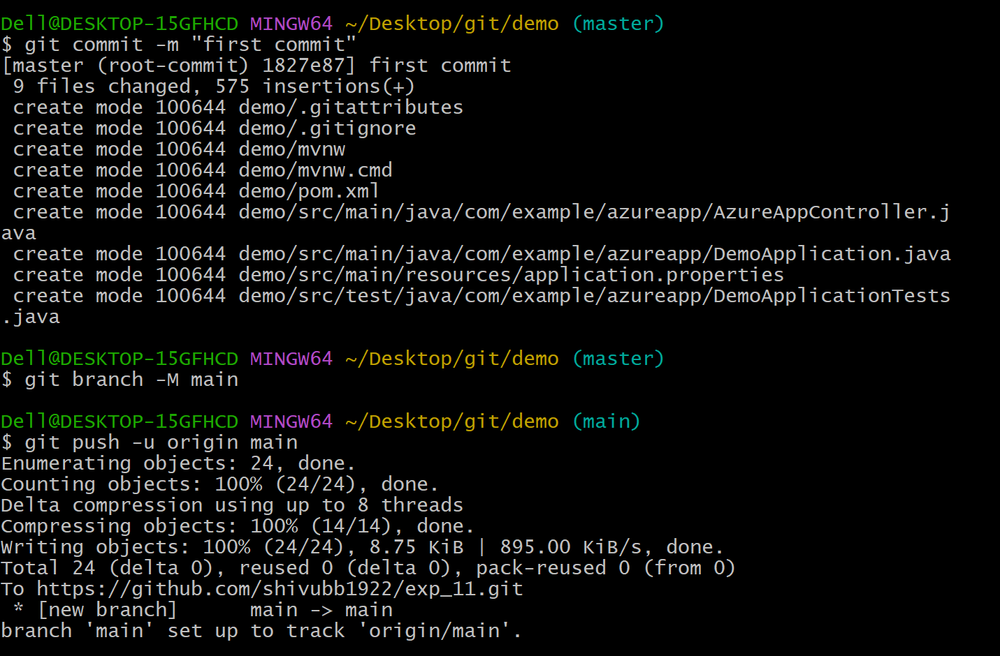 Dell@DESKTOP-15GFHCD MINGW64 ~/Desktop/git/demo (master)
$ git commit -m "first commit"
[master (root-commit) 1827e87] first commit
 9 files changed, 575 insertions(+)
 create mode 100644 demo/.gitattributes
 create mode 100644 demo/.gitignore
 create mode 100644 demo/mvnw
 create mode 100644 demo/mvnw.cmd
 create mode 100644 demo/pom.xml
 create mode 100644 demo/src/main/java/com/example/azureapp/AzureAppController.j
ava
 create mode 100644 demo/src/main/java/com/example/azureapp/DemoApplication.java
 create mode 100644 demo/src/main/resources/application.properties
 create mode 100644 demo/src/test/java/com/example/azureapp/DemoApplicationTests
.java

Dell@DESKTOP-15GFHCD MINGW64 ~/Desktop/git/demo (master)
$ git branch -M main

Dell@DESKTOP-15GFHCD MINGW64 ~/Desktop/git/demo (main)
$ git push -u origin main
Enumerating objects: 24, done.
Counting objects: 100% (24/24), done.
Delta compression using up to 8 threads
Compressing objects: 100% (14/14), done.
Writing objects: 100% (24/24), 8.75 KiB | 895.00 KiB/s, done.
Total 24 (delta 0), reused 0 (delta 0), pack-reused 0 (from 0)
To https://github.com/shivubb1922/exp_11.git
 * [new branch]      main -> main
branch 'main' set up to track 'origin/main'.